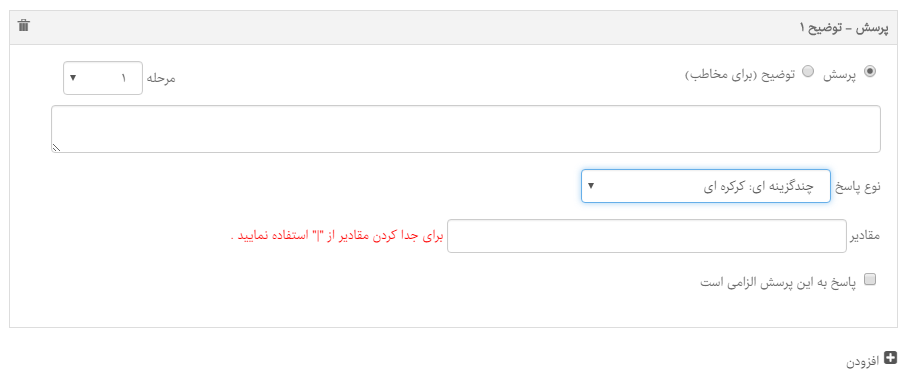 پرسش - توضیح ۱
پرسش توضیح (برای مخاطب) مرحله ۱
نوع پاسخ چندگزینه ای: کرکره ای
مقادیر برای جدا کردن مقادیر از "|" استفاده نمایید .
پاسخ به این پرسش الزامی است
افزودن